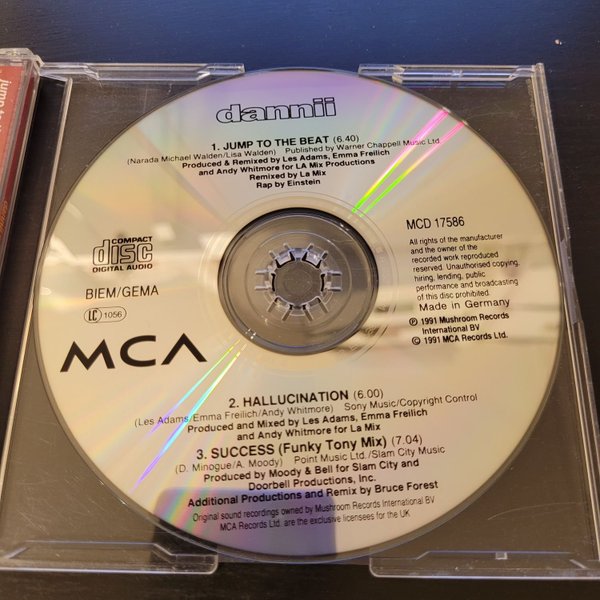 dannii
1. JUMP TO THE BEAT (6.40)
(Narada Michael Walden/Lisa Walden) Published by Warner Chappell Music Ltd
Produced & Remixed by Les Adams, Emma Freilich
and Andy Whitmore for LA Mix Productions
Remixed by La Mix
Rap by Einstein
COMPACT
disc
DIGITAL AUDIO
BIEM/GEMA
LC 1056
MCA
MCD 17586
All rights of the manufacturer
and the owner of the
recorded work reproduced
reserved. Unauthorised copying,
hiring, lending, public
performance and broadcasting
of this disc prohibited.
Made in Germany
℗ 1991 Mushroom Records
International BV
© 1991 MCA Records Ltd.
2. HALLUCINATION (6.00)
(Les Adams/Emma Freilich/Andy Whitmore) Sony Music/Copyright Control
Produced and Mixed by Les Adams, Emma Freilich
and Andy Whitmore for La Mix
3. SUCCESS (Funky Tony Mix) (7.04)
(D. Minogue/A. Moody) Point Music Ltd./Slam City Music
Produced by Moody & Bell for Slam City and
Doorbell Productions, Inc.
Additional Productions and Remix by Bruce Forest
Original sound recordings owned by Mushroom Records International BV
MCA Records Ltd. are the exclusive licensees for the UK